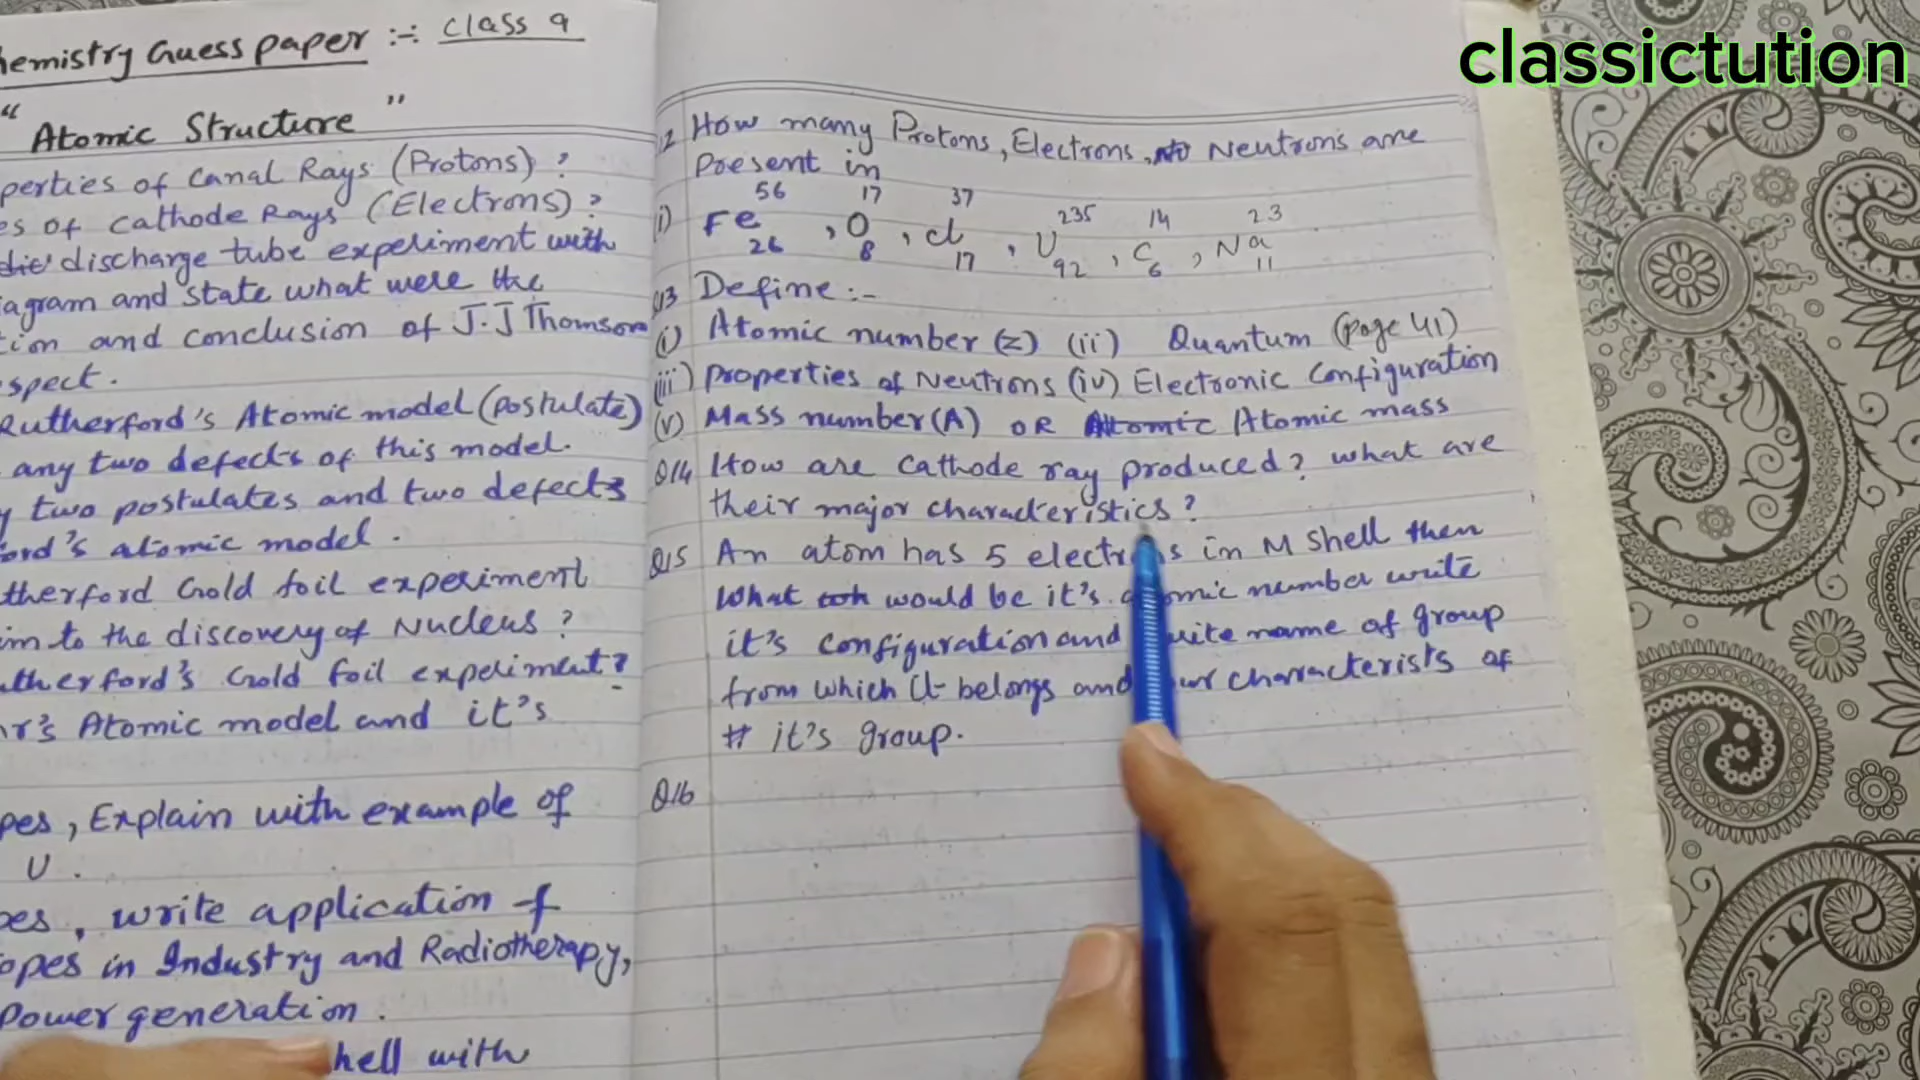 classictution
hemistry Guess paper :- class 9
" Atomic Structure "
perties of Canal Rays (Protons) ?
es of Cathode Rays (Electrons) ?
discharge tube experiment with
agram and state what were the
tion and conclusion of J.J Thomson
spect.
Rutherford's Atomic model (postulate)
any two defects of this model.
y two postulates and two defects
ord's atomic model.
therford Gold foil experiment
im to the discovery of Nucleus ?
utherford's Gold foil expeliment ?
r's Atomic model and it's
pes, Explain with example of
U.
pes, write application of
opes in Industry and Radiotherapy,
Power generation.
hell with
12 How many Protons, Electrons, Neutrons are
Present in
(i) Fe 56 26, O 17 8, Cl 37 17, U 235 92, C 14 6, Na 23 11
Q13 Define:-
(i) Atomic number (z) (ii) Quantum (page 41)
(iii) Properties of Neutrons (iv) Electronic Configuration
(v) Mass number (A) OR Atomic mass
Q14 How are cathode ray produced? what are
their major characteristics?
Q15 An atom has 5 electrons in M shell then
What would be it's atomic number write
it's configuration and write name of group
from which it belongs and characterists of
# it's group.
Q16